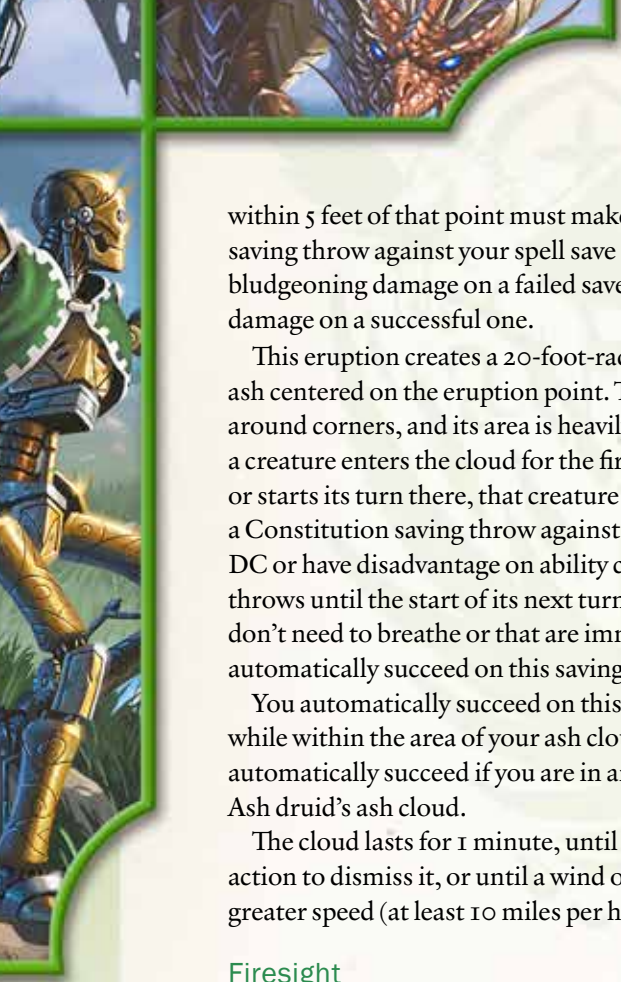 within 5 feet of that point must make
saving throw against your spell save
bludgeoning damage on a failed save
damage on a successful one.
This eruption creates a 20-foot-rad
ash centered on the eruption point. T
around corners, and its area is heavil
a creature enters the cloud for the fir
or starts its turn there, that creature
a Constitution saving throw against
DC or have disadvantage on ability c
throws until the start of its next turn
don’t need to breathe or that are imm
automatically succeed on this saving
You automatically succeed on this
while within the area of your ash clou
automatically succeed if you are in an
Ash druid’s ash cloud.
The cloud lasts for 1 minute, until
action to dismiss it, or until a wind o
greater speed (at least 10 miles per h
Firesight